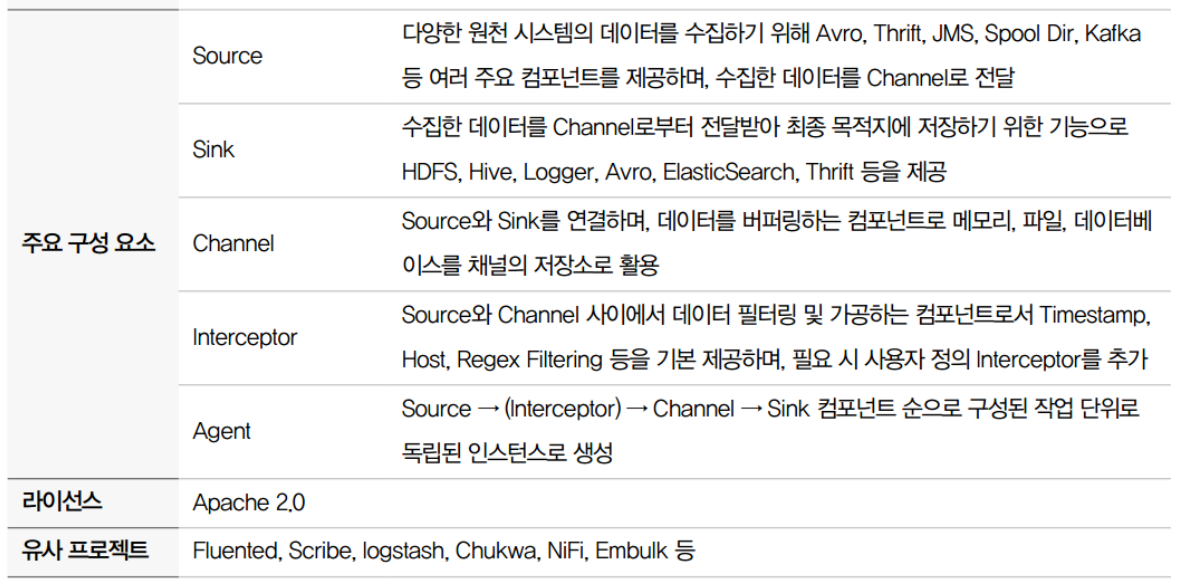 Source
다양한 원천 시스템의 데이터를 수집하기 위해 Avro, Thrift, JMS, Spool Dir, Kafka
등 여러 주요 컴포넌트를 제공하며, 수집한 데이터를 Channel로 전달
Sink
수집한 데이터를 Channel로부터 전달받아 최종 목적지에 저장하기 위한 기능으로
HDFS, Hive, Logger, Avro, ElasticSearch, Thrift 등을 제공
주요 구성 요소
Channel
Source와 Sink를 연결하며, 데이터를 버퍼링하는 컴포넌트로 메모리, 파일, 데이터베
이스를 채널의 저장소로 활용
Interceptor
Source와 Channel 사이에서 데이터 필터링 및 가공하는 컴포넌트로서 Timestamp,
Host, Regex Filtering 등을 기본 제공하며, 필요 시 사용자 정의 Interceptor를 추가
Agent
Source → (Interceptor) → Channel → Sink 컴포넌트 순으로 구성된 작업 단위로
독립된 인스턴스로 생성
라이선스
Apache 2.0
유사 프로젝트
Fluented, Scribe, logstash, Chukwa, NiFi, Embulk 등